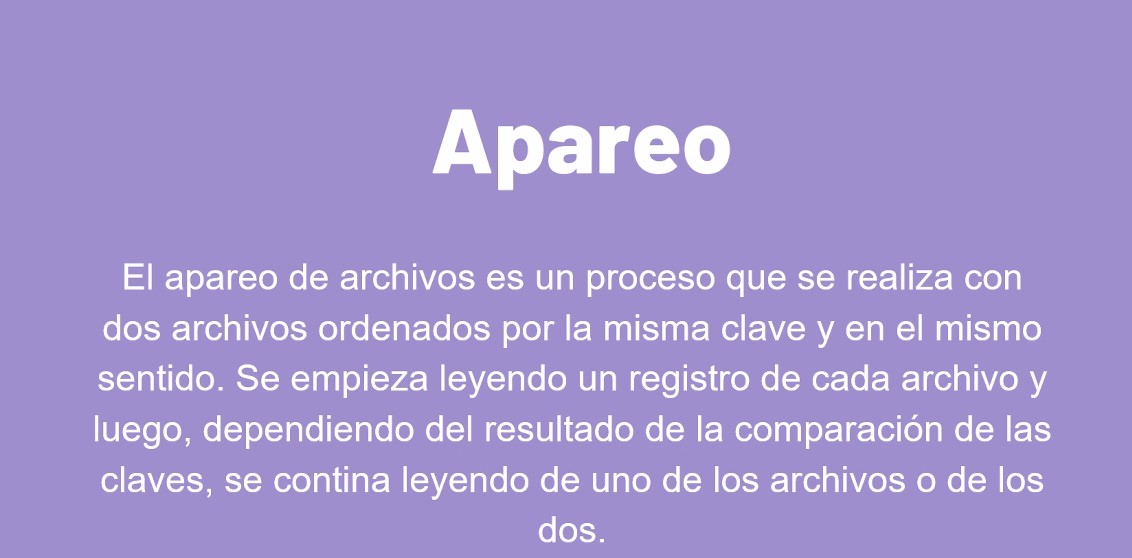 Apareo
El apareo de archivos es un proceso que se realiza con
dos archivos ordenados por la misma clave y en el mismo
sentido. Se empieza leyendo un registro de cada archivo y
luego, dependiendo del resultado de la comparación de las
claves, se contina leyendo de uno de los archivos o de los
dos.